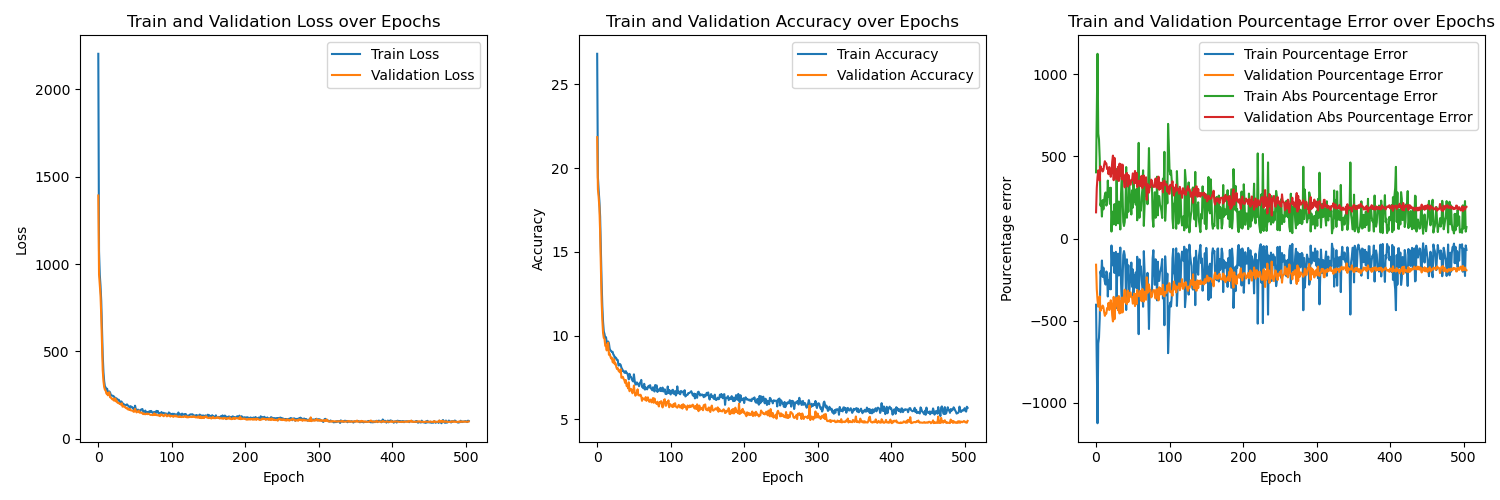 Train and Validation Loss over Epochs
Train Loss
Validation Loss
2000
1500
1000
500
0
Loss
0 100 200 300 400 500
Epoch
Train and Validation Accuracy over Epochs
Train Accuracy
Validation Accuracy
25
20
15
10
5
Accuracy
0 100 200 300 400 500
Epoch
Train and Validation Pourcentage Error over Epochs
Train Pourcentage Error
Validation Pourcentage Error
Train Abs Pourcentage Error
Validation Abs Pourcentage Error
1000
500
0
−500
−1000
Pourcentage error
0 100 200 300 400 500
Epoch